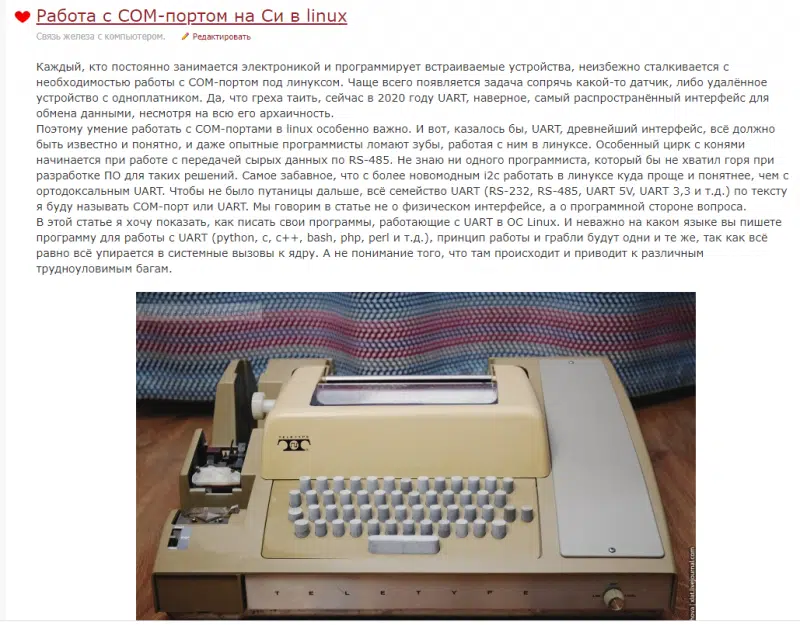 Работа с COM-портом на Си в linux
Связь железа с компьютером. Редактировать
Каждый, кто постоянно занимается электроникой и программирует встраиваемые устройства, неизбежно сталкивается с
необходимостью работы с COM-портом под линуксом. Чаще всего появляется задача сопрячь какой-то датчик, либо удалённое
устройство с одноплатником. Да, что греха таить, сейчас в 2020 году UART, наверное, самый распространённый интерфейс для
обмена данными, несмотря на всю его архаичность.
Поэтому умение работать с COM-портами в linux особенно важно. И вот, казалось бы, UART, древнейший интерфейс, всё должно
быть известно и понятно, и даже опытные программисты ломают зубы, работая с ним в линуксе. Особенный цирк с конями
начинается при работе с передачей сырых данных по RS-485. Не знаю ни одного программиста, который бы не хватил горя при
разработке ПО для таких решений. Самое забавное, что с более новомодным i2c работать в линуксе куда проще и понятнее, чем с
ортодоксальным UART. Чтобы не было путаницы дальше, всё семейство UART (RS-232, RS-485, UART 5V, UART 3,3 и т.д.) по тексту
я буду называть COM-порт или UART. Мы говорим в статье не о физическом интерфейсе, а о программной стороне вопроса.
В этой статье я хочу показать, как писать свои программы, работающие с UART в ОС Linux. И неважно на каком языке вы пишете
программу для работы с UART (python, c, c++, bash, php, perl и т.д.), принцип работы и грабли будут одни и те же, так как всё
равно всё упирается в системные вызовы к ядру. А не понимание того, что там происходит и приводит к различным
трудноуловимым багам.
TELETYPE
TELETYPE